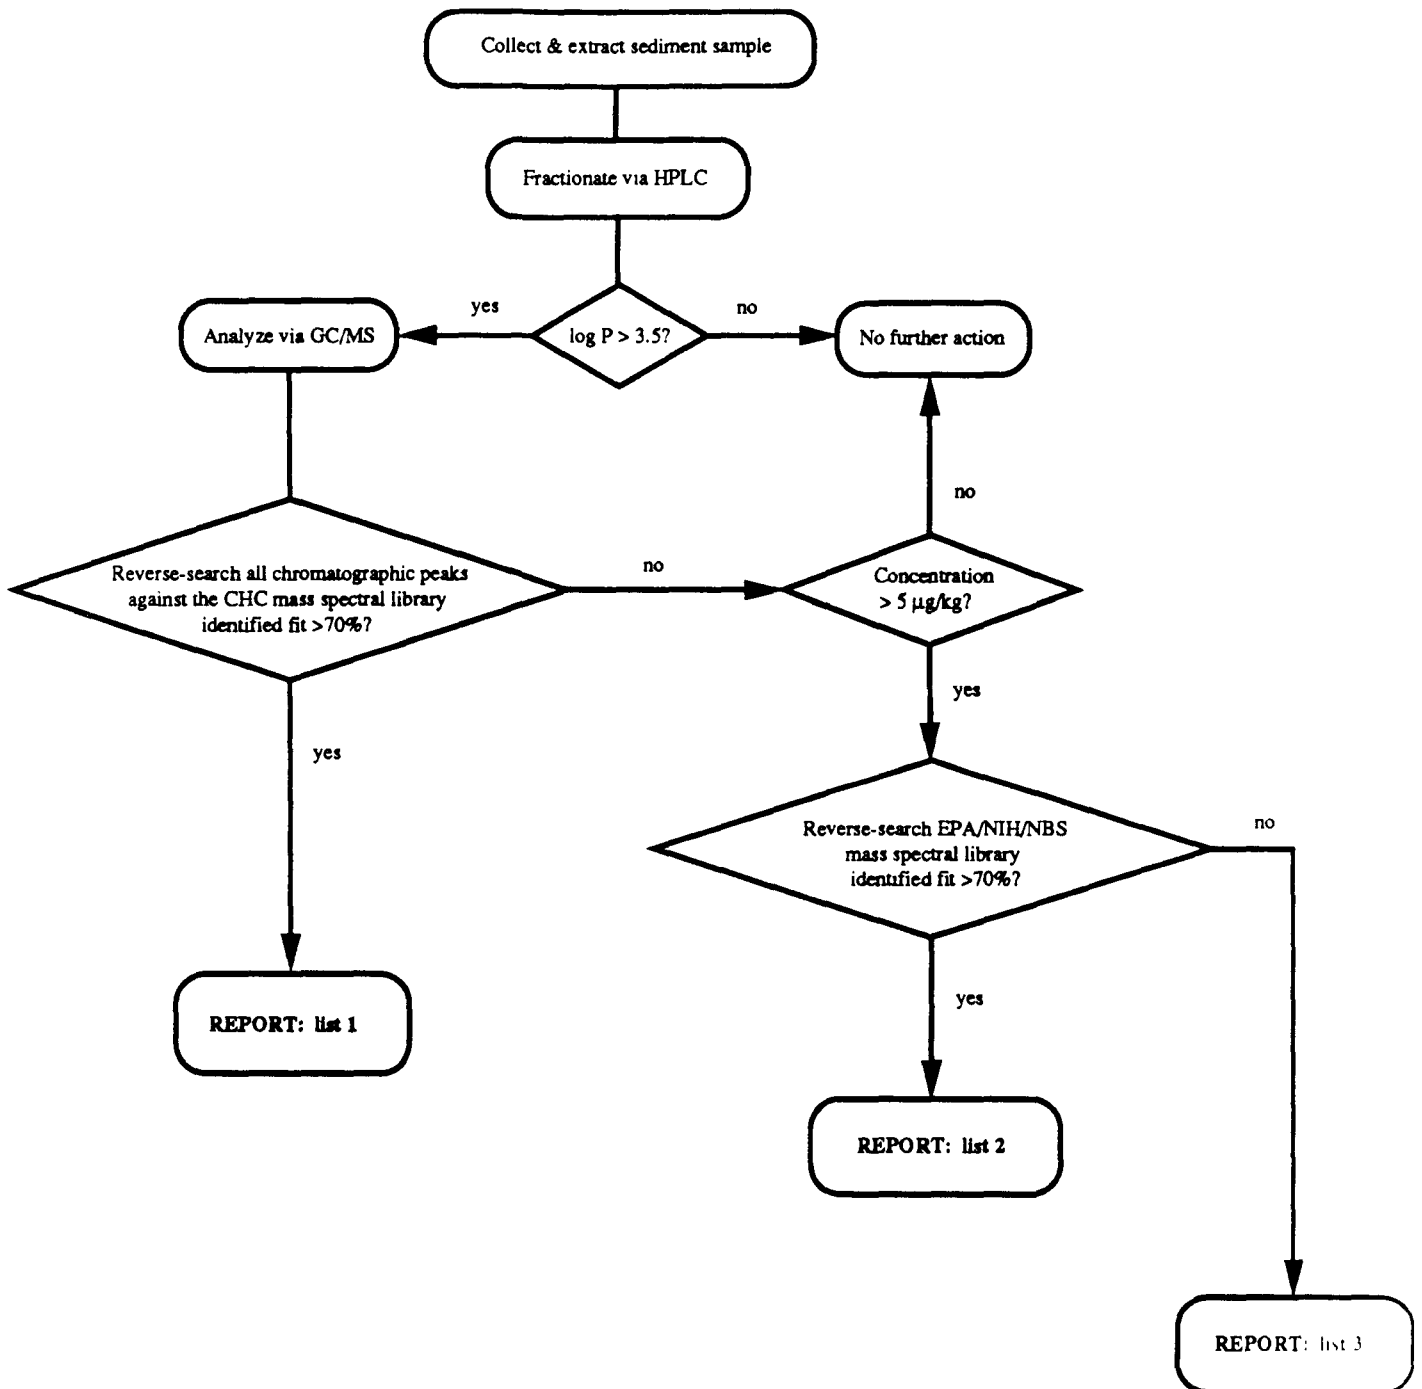 Collect & extract sediment sample
Fractionate via HPLC
yes
no
Analyze via GC/MS
log P > 3.5?
No further action
no
Reverse-search all chromatographic peaks
against the CHC mass spectral library
identified fit >70%?
no
Concentration
> 5 µg/kg?
yes
yes
Reverse-search EPA/NIH/NBS
mass spectral library
identified fit >70%?
no
yes
REPORT: list 1
REPORT: list 2
REPORT: list 3